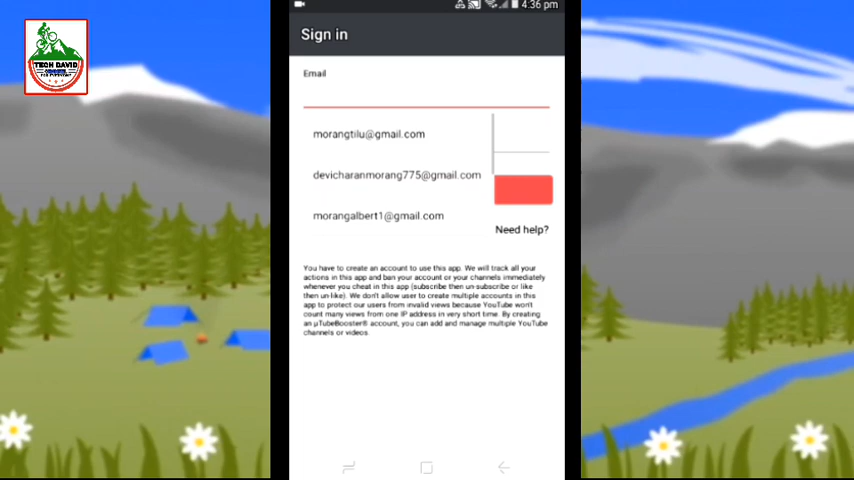 4:36 pm
Sign in
TECH DAVID
FOR EVERYONE
Email
morangtilu@gmail.com
devicharanmorang775@gmail.com
morangalbert1@gmail.com
Need help?
You have to create an account to use this app. We will track all your
actions in this app and ban your account or your channels immediately
whenever you cheat in this app (subscribe then un-subscribe or like
then un-like). We don't allow user to create multiple accounts in this
app to protect our users from invalid views because YouTube won't
count many views from one IP address in very short time. By creating
an µTubeBooster® account, you can add and manage multiple YouTube
channels or videos.